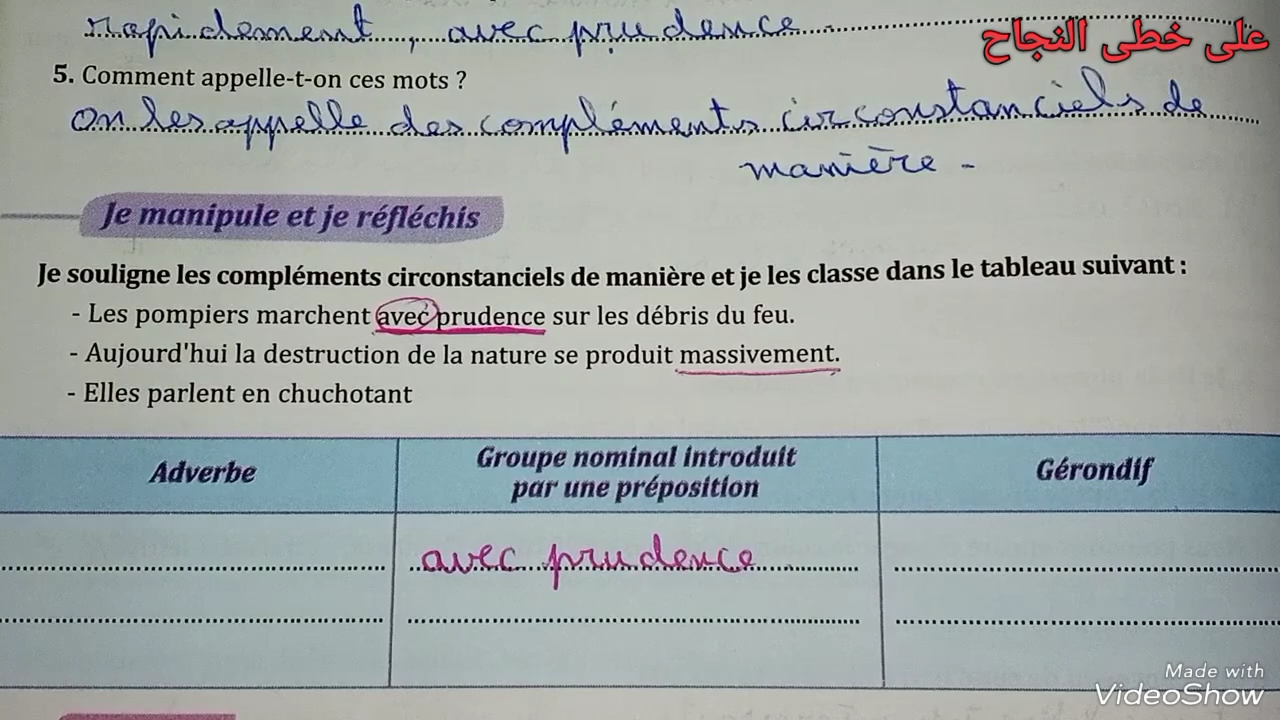 rapidement, avec prudence
على خطى النجاح
5. Comment appelle-t-on ces mots ?
on les appelle des compléments circonstanciels de
manière -
Je manipule et je réfléchis
Je souligne les compléments circonstanciels de manière et je les classe dans le tableau suivant :
- Les pompiers marchent avec prudence sur les débris du feu.
- Aujourd'hui la destruction de la nature se produit massivement.
- Elles parlent en chuchotant
Adverbe
Groupe nominal introduit
par une préposition
Gérondif
avec prudence
Made with
VideoShow